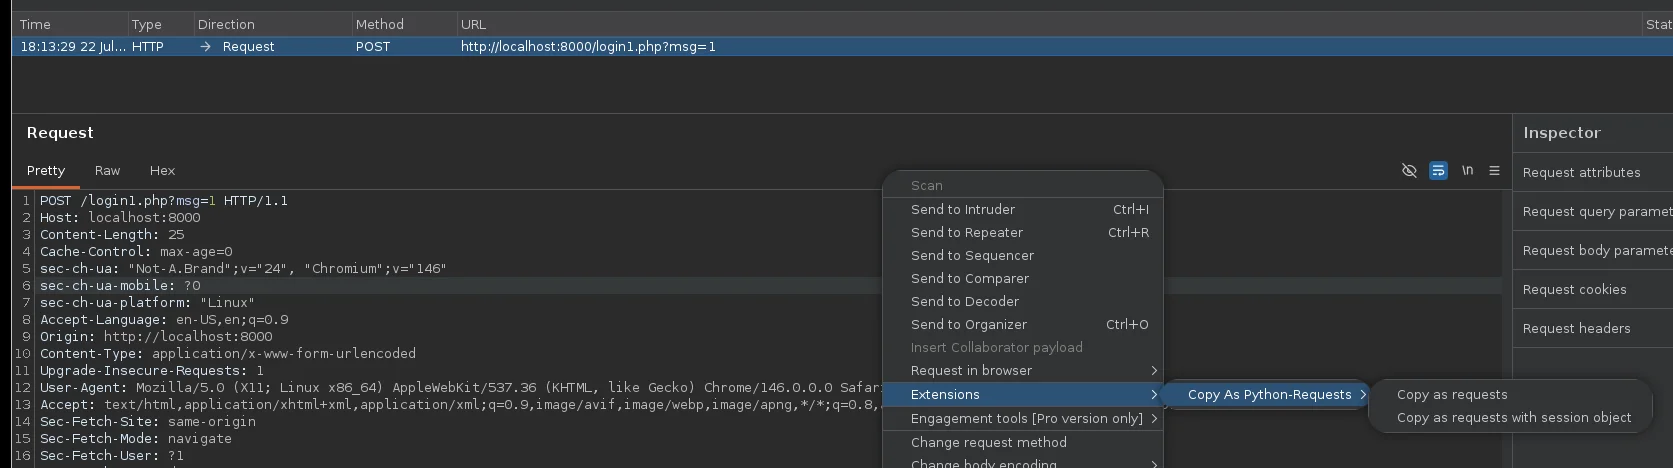 Time Type Direction Method URL Stat
18:13:29 22 Jul... HTTP → Request POST http://localhost:8000/login1.php?msg=1
Request
Inspector
Pretty Raw Hex
\n
Request attributes
Request query paramet
Request body paramete
Request cookies
Request headers
1 POST /login1.php?msg=1 HTTP/1.1
2 Host: localhost:8000
3 Content-Length: 25
4 Cache-Control: max-age=0
5 sec-ch-ua: "Not-A.Brand";v="24", "Chromium";v="146"
6 sec-ch-ua-mobile: ?0
7 sec-ch-ua-platform: "Linux"
8 Accept-Language: en-US,en;q=0.9
9 Origin: http://localhost:8000
10 Content-Type: application/x-www-form-urlencoded
11 Upgrade-Insecure-Requests: 1
12 User-Agent: Mozilla/5.0 (X11; Linux x86_64) AppleWebKit/537.36 (KHTML, like Gecko) Chrome/146.0.0.0 Safar
13 Accept: text/html,application/xhtml+xml,application/xml;q=0.9,image/avif,image/webp,image/apng,*/*;q=0.8,
14 Sec-Fetch-Site: same-origin
15 Sec-Fetch-Mode: navigate
16 Sec-Fetch-User: ?1
Scan
Send to Intruder Ctrl+I
Send to Repeater Ctrl+R
Send to Sequencer
Send to Comparer
Send to Decoder
Send to Organizer Ctrl+O
Insert Collaborator payload
Request in browser >
Extensions >
Engagement tools [Pro version only] >
Change request method
Change body encoding >
Copy As Python-Requests >
Copy as requests
Copy as requests with session object